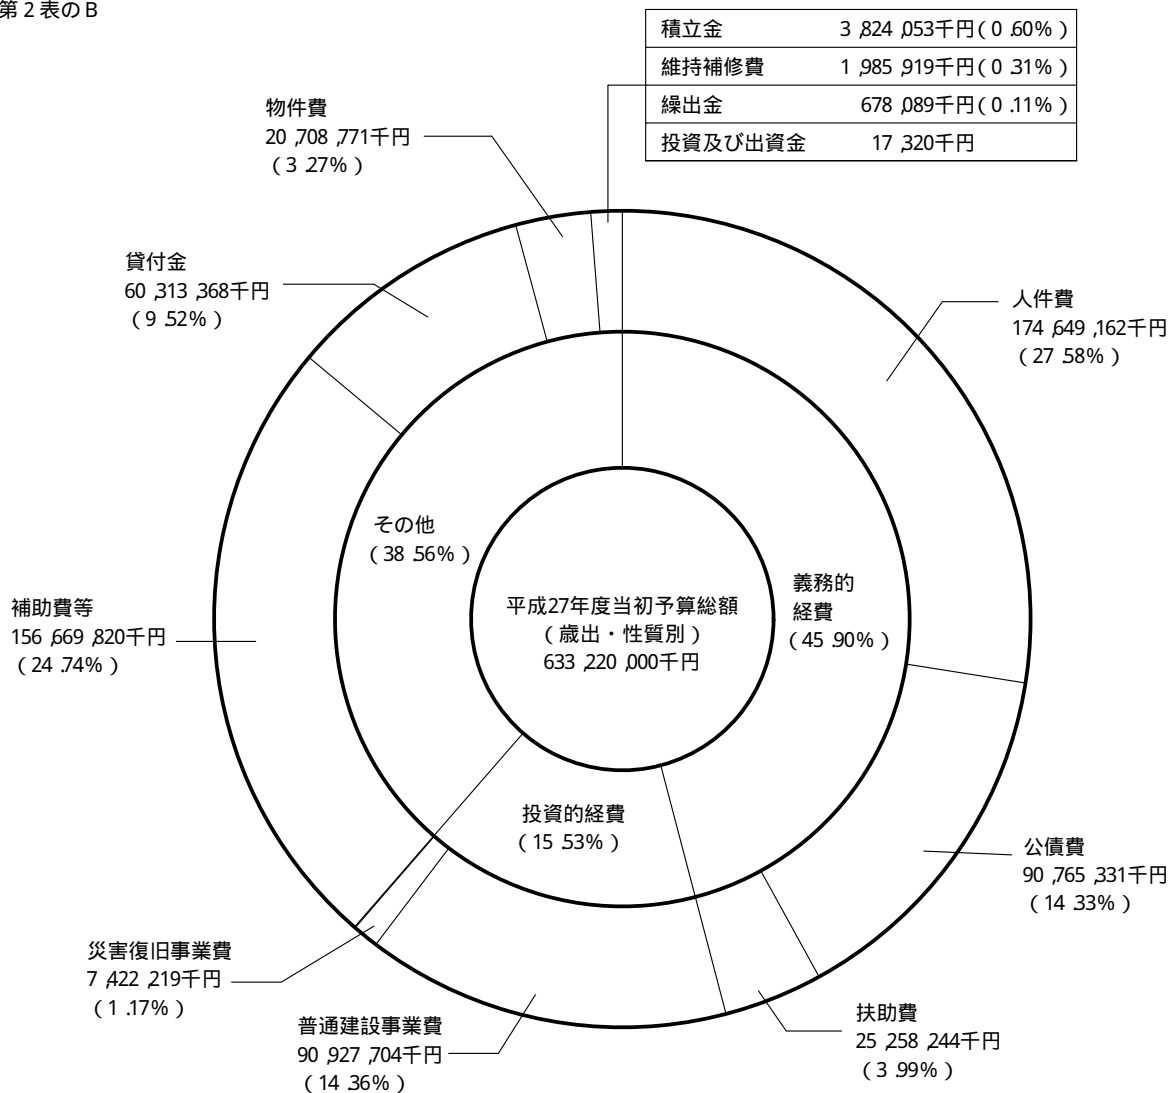 第2表のB
積立金 3,824,053千円(0.60%)
維持補修費 1,985,919千円(0.31%)
繰出金 678,089千円(0.11%)
投資及び出資金 17,320千円
物件費
20,708,771千円
(3.27%)
貸付金
60,313,368千円
(9.52%)
人件費
174,649,162千円
(27.58%)
その他
(38.56%)
義務的
経費
(45.90%)
平成27年度当初予算総額
(歳出・性質別)
633,220,000千円
補助費等
156,669,820千円
(24.74%)
投資的経費
(15.53%)
公債費
90,765,331千円
(14.33%)
災害復旧事業費
7,422,219千円
(1.17%)
普通建設事業費
90,927,704千円
(14.36%)
扶助費
25,258,244千円
(3.99%)